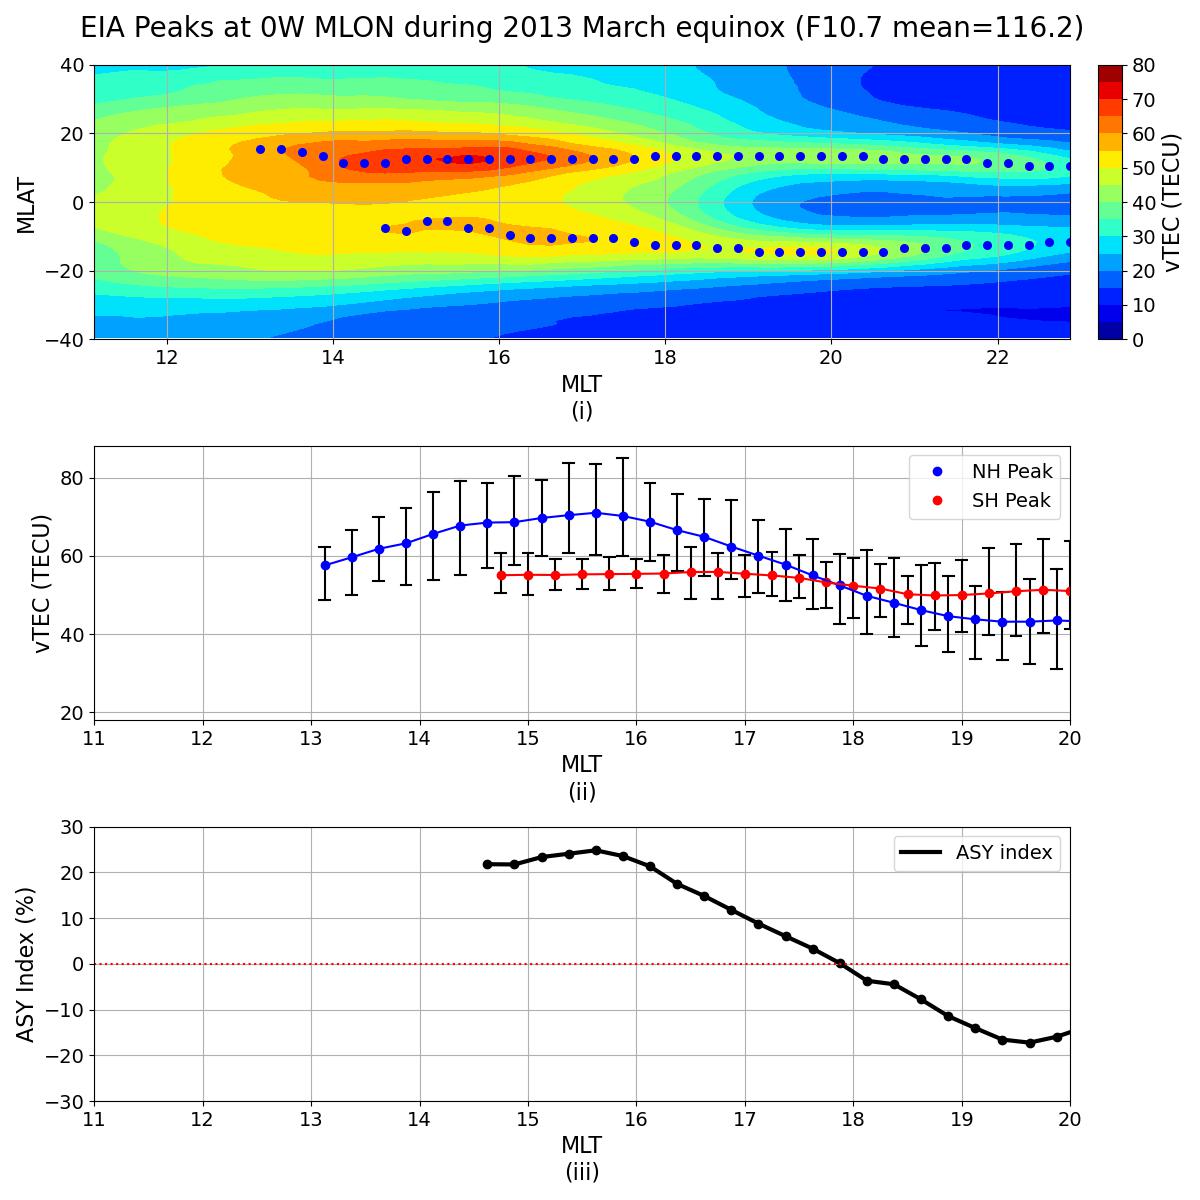 EIA Peaks at 0W MLON during 2013 March equinox (F10.7 mean=116.2)
40
20
0
−20
−40
MLAT
12 14 16 18 20 22
MLT
(i)
80
70
60
50
40
30
20
10
0
vTEC (TECU)
80
60
40
20
vTEC (TECU)
NH Peak
SH Peak
11 12 13 14 15 16 17 18 19 20
MLT
(ii)
30
20
10
0
−10
−20
−30
ASY Index (%)
ASY index
11 12 13 14 15 16 17 18 19 20
MLT
(iii)